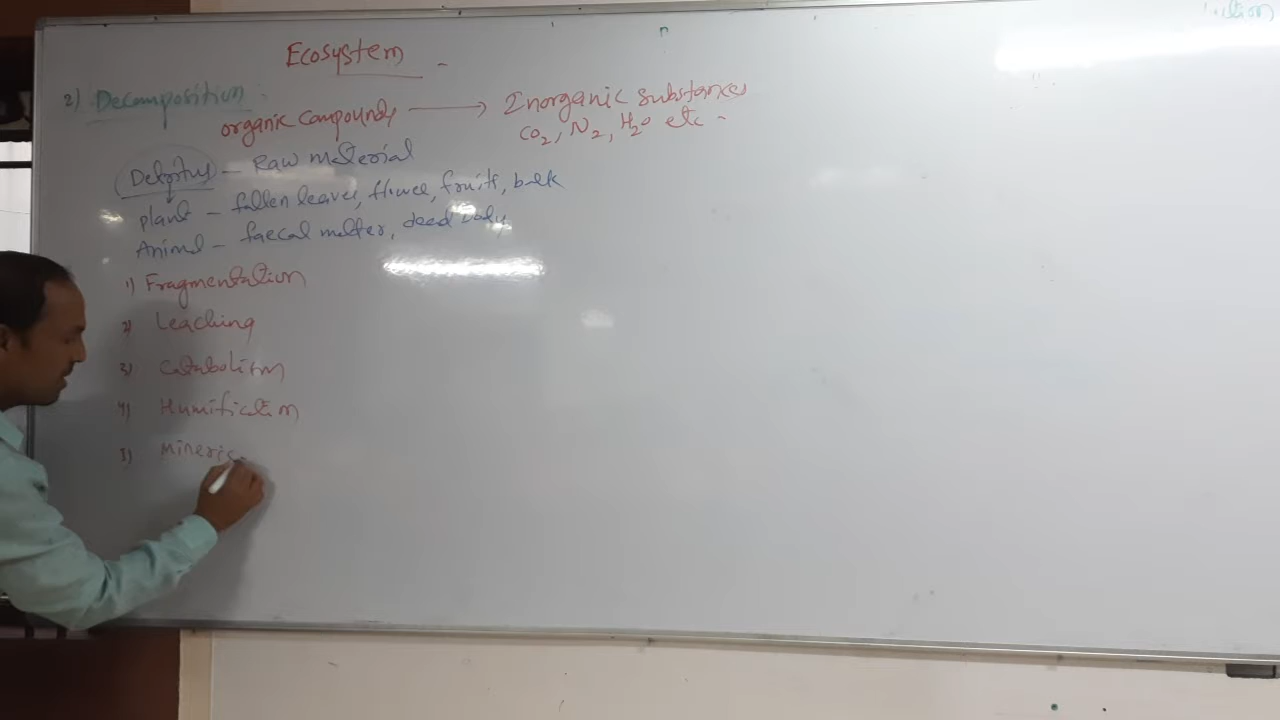 Ecosystem
2) Decomposition
organic compounds → Inorganic substances
CO2, N2, H2O etc.
Detritus - Raw material
plant - fallen leaves, flower, fruits, bark
Animal - faecal matter, dead body
1) Fragmentation
2) Leaching
3) Catabolism
4) Humification
5) Mineris